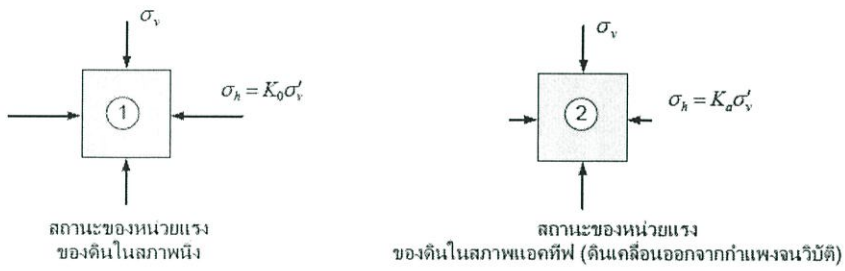 σᵥ
σₕ = K₀σ′ᵥ
①
สถานะของหน่วยแรง
ของดินในสภาพนิ่ง
σᵥ
σₕ = Kₐσ′ᵥ
②
สถานะของหน่วยแรง
ของดินในสภาพแอคทีฟ (ดินเคลื่อนออกจากกำแพงจนวิบัติ)